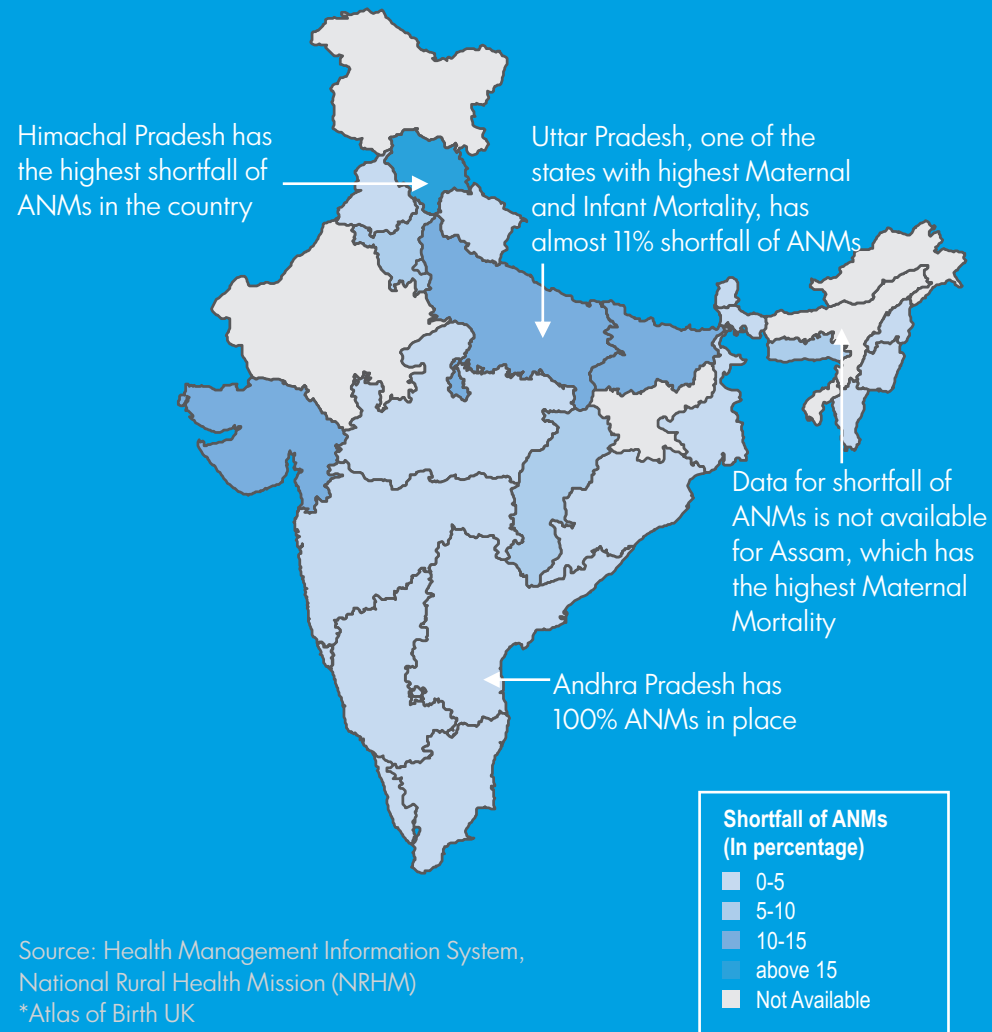 Himachal Pradesh has
the highest shortfall of
ANMs in the country
Uttar Pradesh, one of the
states with highest Maternal
and Infant Mortality, has
almost 11% shortfall of ANMs
Data for shortfall of
ANMs is not available
for Assam, which has
the highest Maternal
Mortality
Andhra Pradesh has
100% ANMs in place
Shortfall of ANMs
(In percentage)
0-5
5-10
10-15
above 15
Not Available
Source: Health Management Information System,
National Rural Health Mission (NRHM)
*Atlas of Birth UK